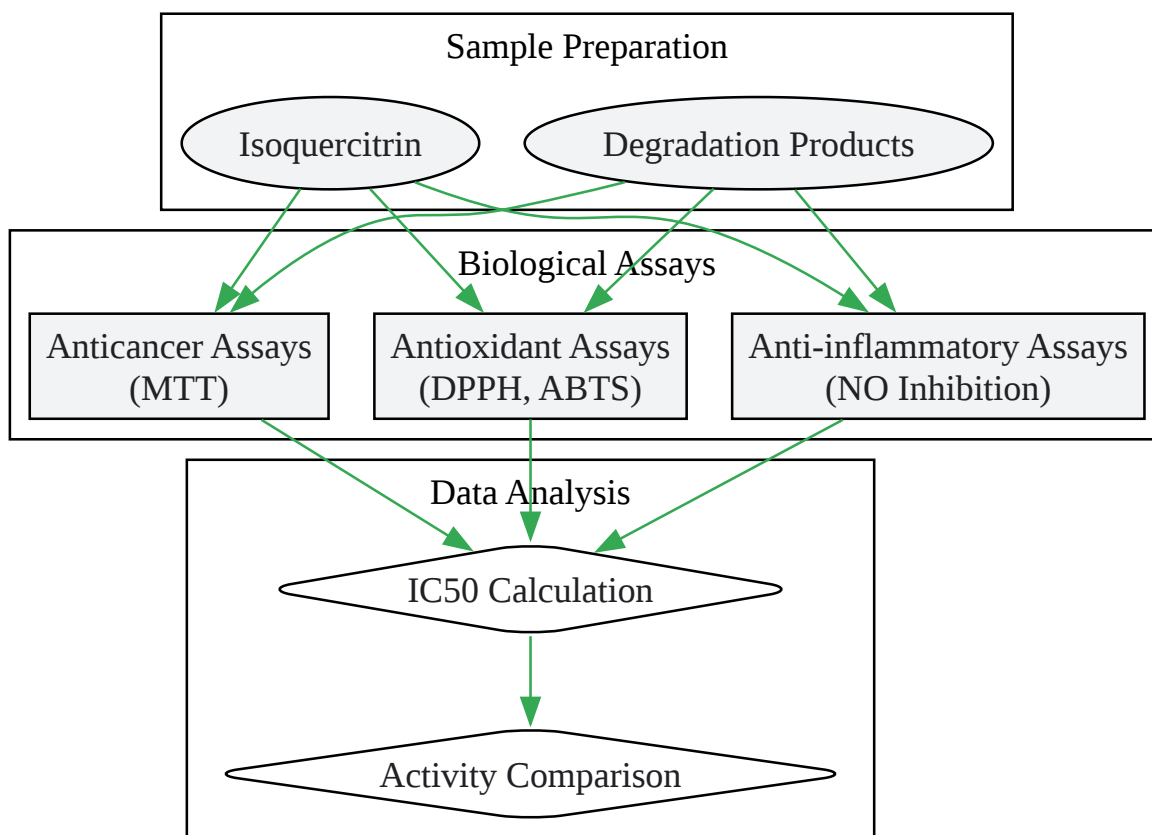 Sample Preparation
Isoquercitrin
Degradation Products
Biological Assays
Anticancer Assays
(MTT)
Antioxidant Assays
(DPPH, ABTS)
Anti-inflammatory Assays
(NO Inhibition)
Data Analysis
IC50 Calculation
Activity Comparison